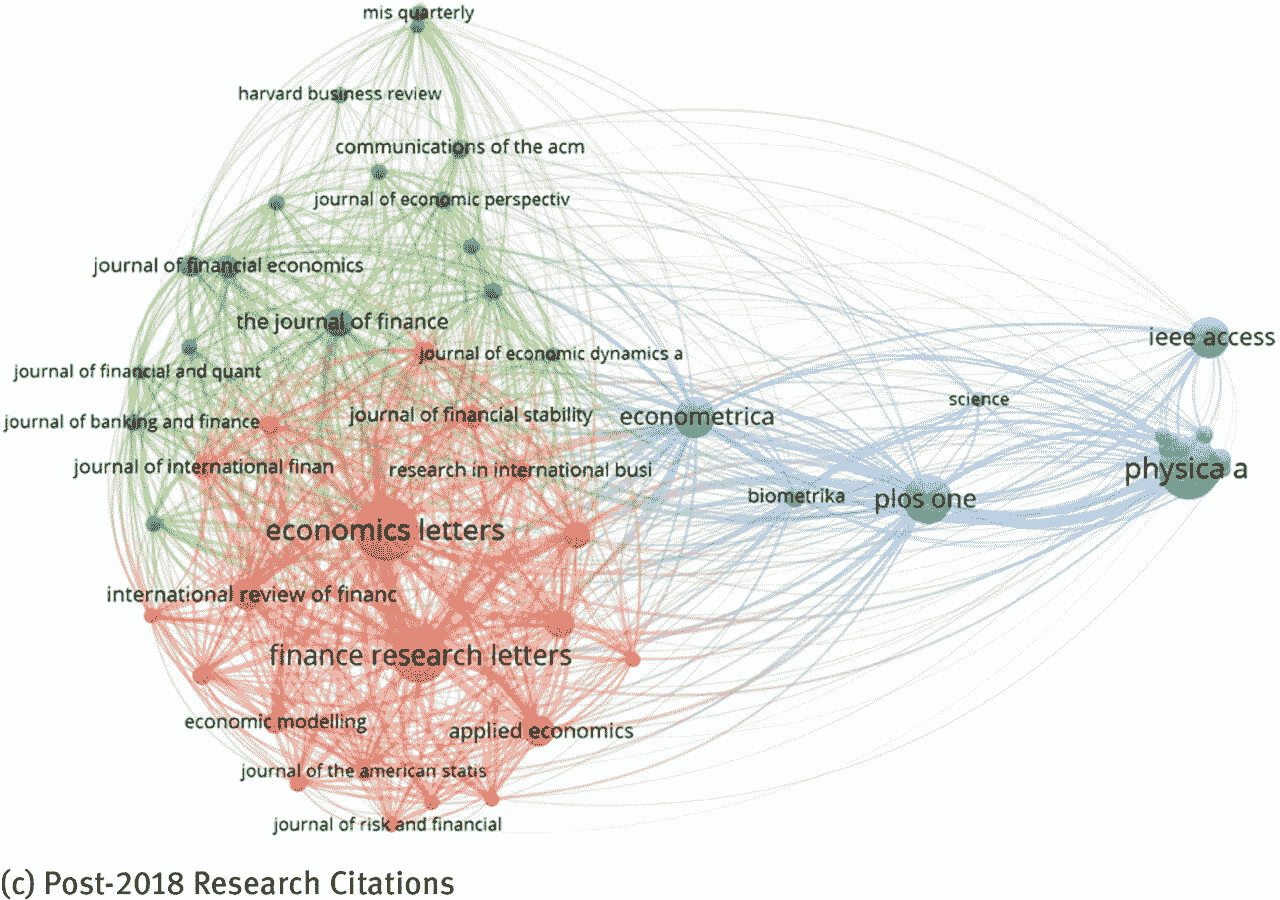 mis quarterly
harvard business review
communications of the acm
journal of economic perspectiv
journal of financial economics
the journal of finance
ieee access
journal of economic dynamics a
journal of financial and quant
science
journal of banking and finance
journal of financial stability
econometrica
journal of international finan
research in international busi
physica a
biometrika
plos one
economics letters
international review of financ
finance research letters
economic modelling
applied economics
journal of the american statis
journal of risk and financial
(c) Post-2018 Research Citations